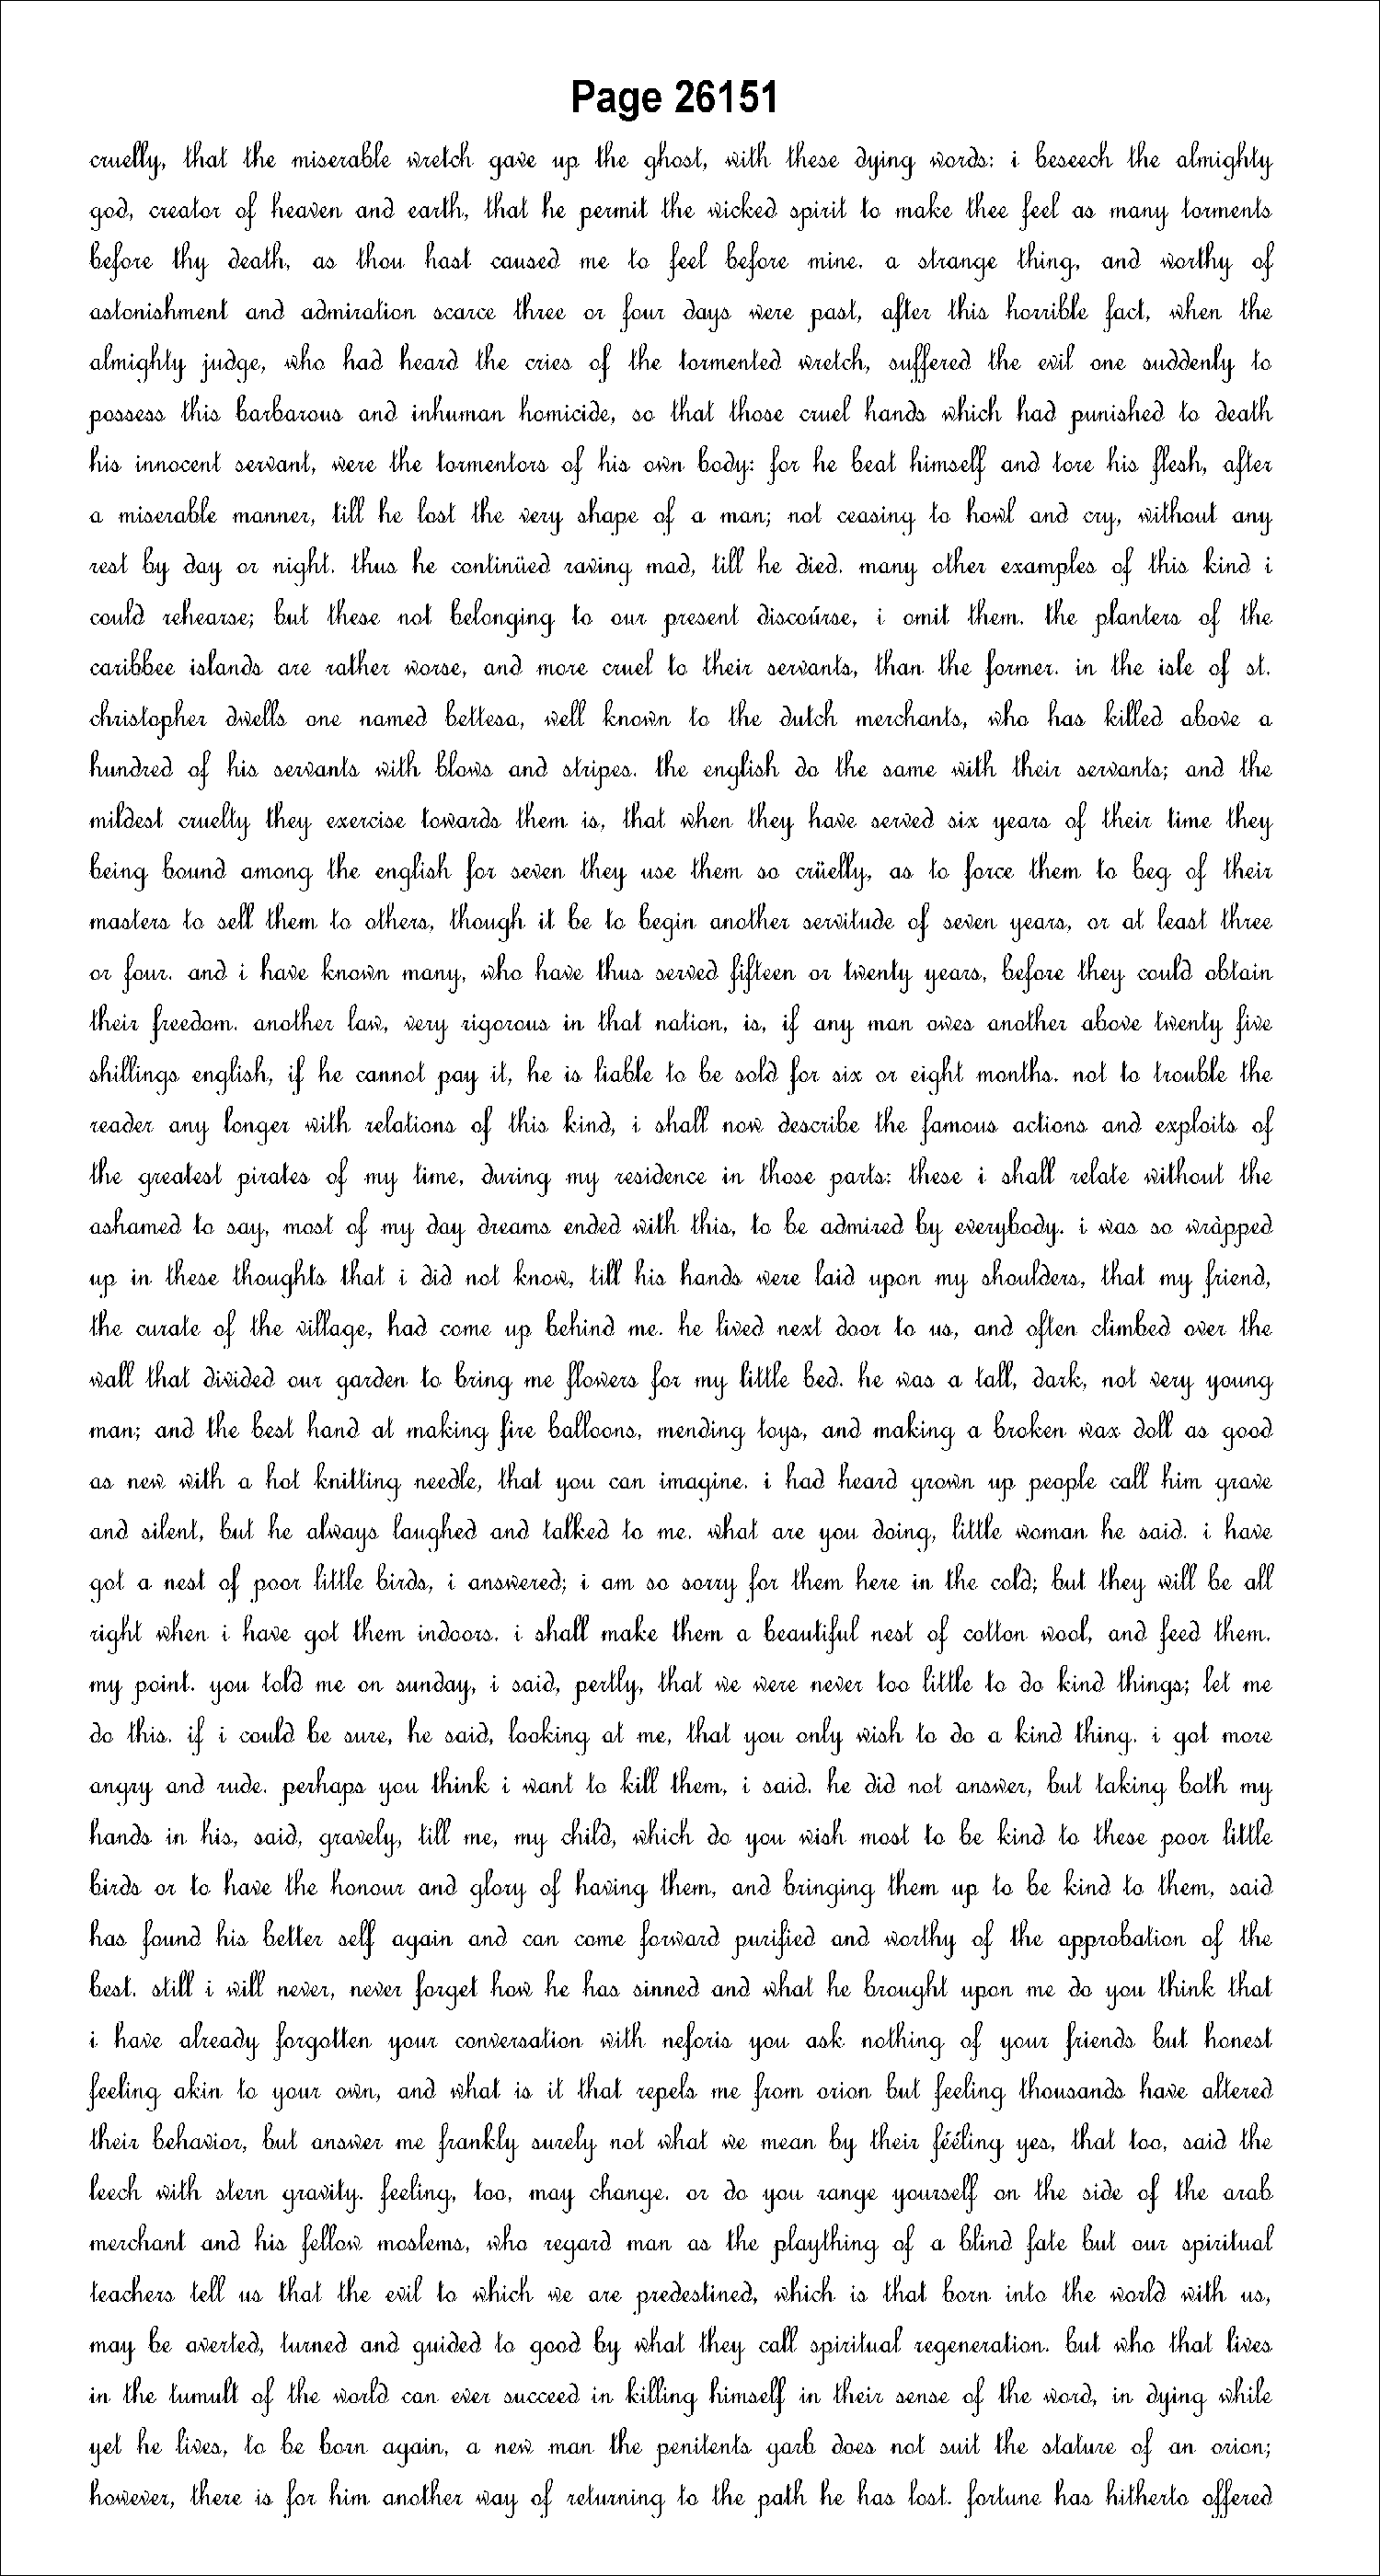 Page 26151
cruelly, that the miserable wretch gave up the ghost, with these dying words: i beseech the almighty
god, creator of heaven and earth, that he permit the wicked spirit to make thee feel as many torments
before thy death, as thou hast caused me to feel before mine. a strange thing, and worthy of
astonishment and admiration scarce three or four days were past, after this horrible fact, when the
almighty judge, who had heard the cries of the tormented wretch, suffered the evil one suddenly to
possess this barbarous and inhuman homicide, so that those cruel hands which had punished to death
his innocent servant, were the tormentors of his own body: for he beat himself and tore his flesh, after
a miserable manner, till he lost the very shape of a man; not ceasing to howl and cry, without any
rest by day or night. thus he continüed raving mad, till he died. many other examples of this kind i
could rehearse; but these not belonging to our present discoúrse, i omit them. the planters of the
caribbee islands are rather worse, and more cruel to their servants, than the former. in the isle of st.
christopher dwells one named bettesa, well known to the dutch merchants, who has killed above a
hundred of his servants with blows and stripes. the english do the same with their servants; and the
mildest cruelty they exercise towards them is, that when they have served six years of their time they
being bound among the english for seven they use them so crüelly, as to force them to beg of their
masters to sell them to others, though it be to begin another servitude of seven years, or at least three
or four. and i have known many, who have thus served fifteen or twenty years, before they could obtain
their freedom. another law, very rigorous in that nation, is, if any man owes another above twenty five
shillings english, if he cannot pay it, he is liable to be sold for six or eight months. not to trouble the
reader any longer with relations of this kind, i shall now describe the famous actions and exploits of
the greatest pirates of my time, during my residence in those parts: these i shall relate without the
ashamed to say, most of my day dreams ended with this, to be admired by everybody. i was so wràpped
up in these thoughts that i did not know, till his hands were laid upon my shoulders, that my friend,
the curate of the village, had come up behind me. he lived next door to us, and often climbed over the
wall that divided our garden to bring me flowers for my little bed. he was a tall, dark, not very young
man; and the best hand at making fire balloons, mending toys, and making a broken wax doll as good
as new with a hot knitting needle, that you can imagine. i had heard grown up people call him grave
and silent, but he always laughed and talked to me. what are you doing, little woman he said. i have
got a nest of poor little birds, i answered; i am so sorry for them here in the cold; but they will be all
right when i have got them indoors. i shall make them a beautiful nest of cotton wool, and feed them.
my point. you told me on sunday, i said, pertly, that we were never too little to do kind things; let me
do this. if i could be sure, he said, looking at me, that you only wish to do a kind thing. i got more
angry and rude. perhaps you think i want to kill them, i said. he did not answer, but taking both my
hands in his, said, gravely, till me, my child, which do you wish most to be kind to these poor little
birds or to have the honour and glory of having them, and bringing them up to be kind to them, said
has found his better self again and can come forward purified and worthy of the approbation of the
best. still i will never, never forget how he has sinned and what he brought upon me do you think that
i have already forgotten your conversation with neforis you ask nothing of your friends but honest
feeling akin to your own, and what is it that repels me from orion but feeling thousands have altered
their behavior, but answer me frankly surely not what we mean by their fééling yes, that too, said the
leech with stern gravity. feeling, too, may change. or do you range yourself on the side of the arab
merchant and his fellow moslems, who regard man as the plaything of a blind fate but our spiritual
teachers tell us that the evil to which we are predestined, which is that born into the world with us,
may be averted, turned and guided to good by what they call spiritual regeneration. but who that lives
in the tumult of the world can ever succeed in killing himself in their sense of the word, in dying while
yet he lives, to be born again, a new man the penitents garb does not suit the stature of an orion;
however, there is for him another way of returning to the path he has lost. fortune has hitherto offered